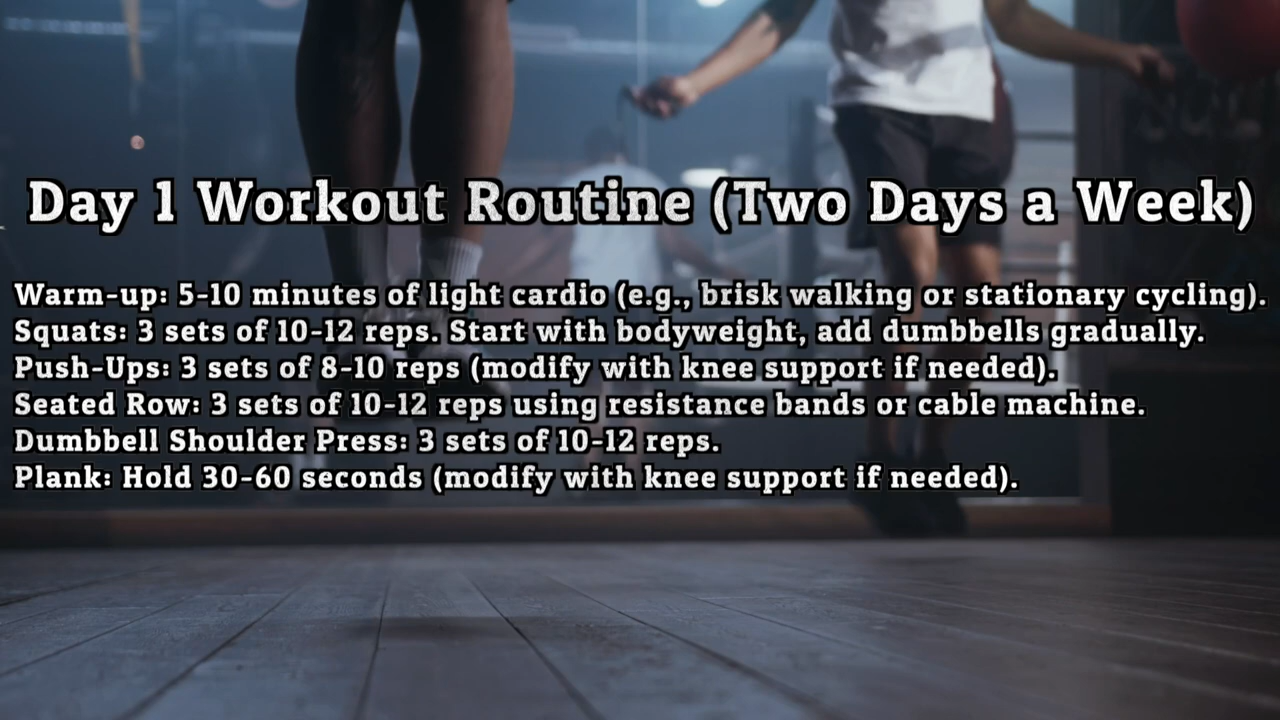 Day 1 Workout Routine (Two Days a Week)
Warm-up: 5-10 minutes of light cardio (e.g., brisk walking or stationary cycling).
Squats: 3 sets of 10-12 reps. Start with bodyweight, add dumbbells gradually.
Push-Ups: 3 sets of 8-10 reps (modify with knee support if needed).
Seated Row: 3 sets of 10-12 reps using resistance bands or cable machine.
Dumbbell Shoulder Press: 3 sets of 10-12 reps.
Plank: Hold 30-60 seconds (modify with knee support if needed).